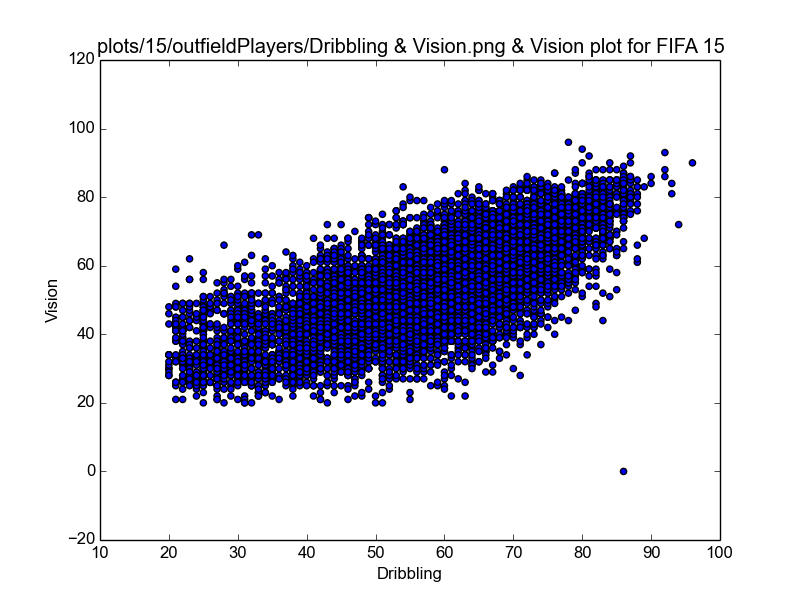 plots/15/outfieldPlayers/Dribbling & Vision.png & Vision plot for FIFA 15
120
100
80
60
40
20
0
−20
Vision
10 20 30 40 50 60 70 80 90 100
Dribbling